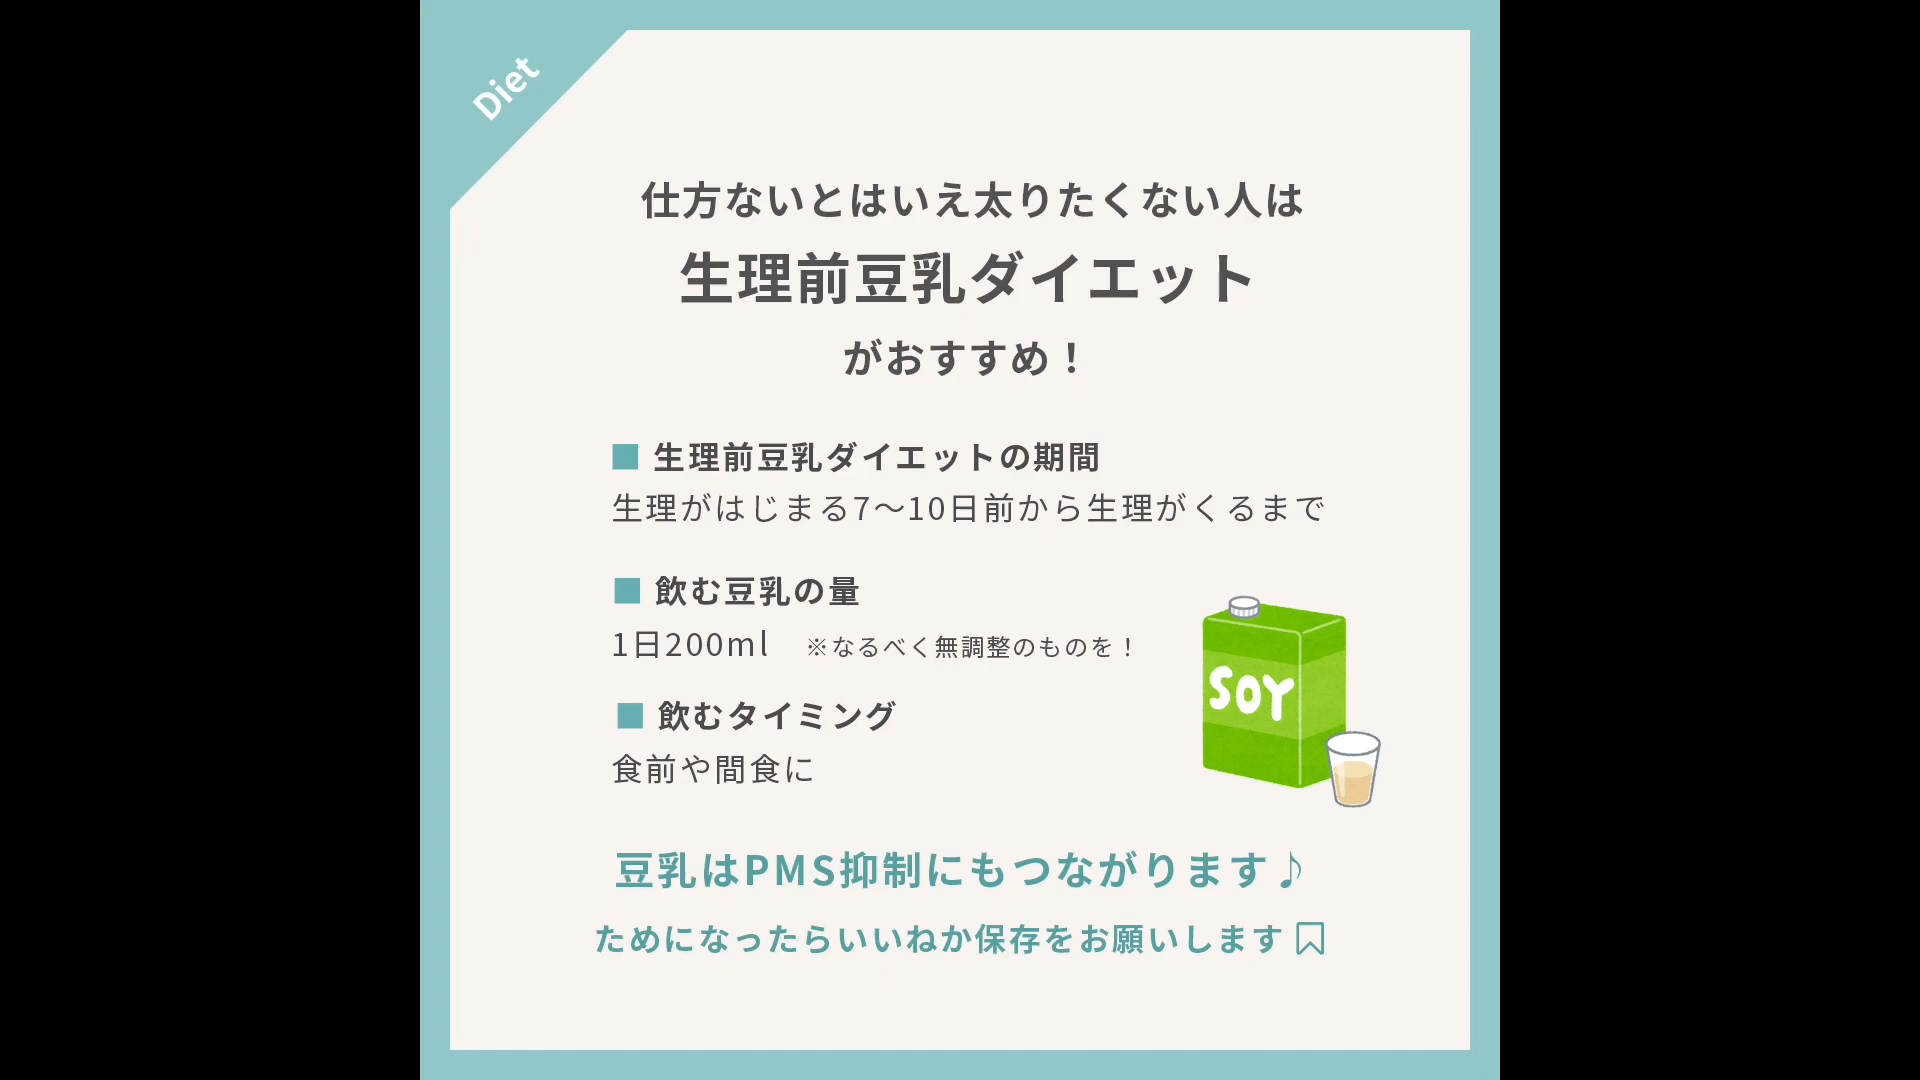 Diet
仕方ないとはいえ太りたくない人は
生理前豆乳ダイエット
がおすすめ！
■ 生理前豆乳ダイエットの期間
生理がはじまる7〜10日前から生理がくるまで
■ 飲む豆乳の量
1日200ml ※なるべく無調整のものを！
■ 飲むタイミング
食前や間食に
SOY
豆乳はPMS抑制にもつながります♪
ためになったらいいねか保存をお願いします